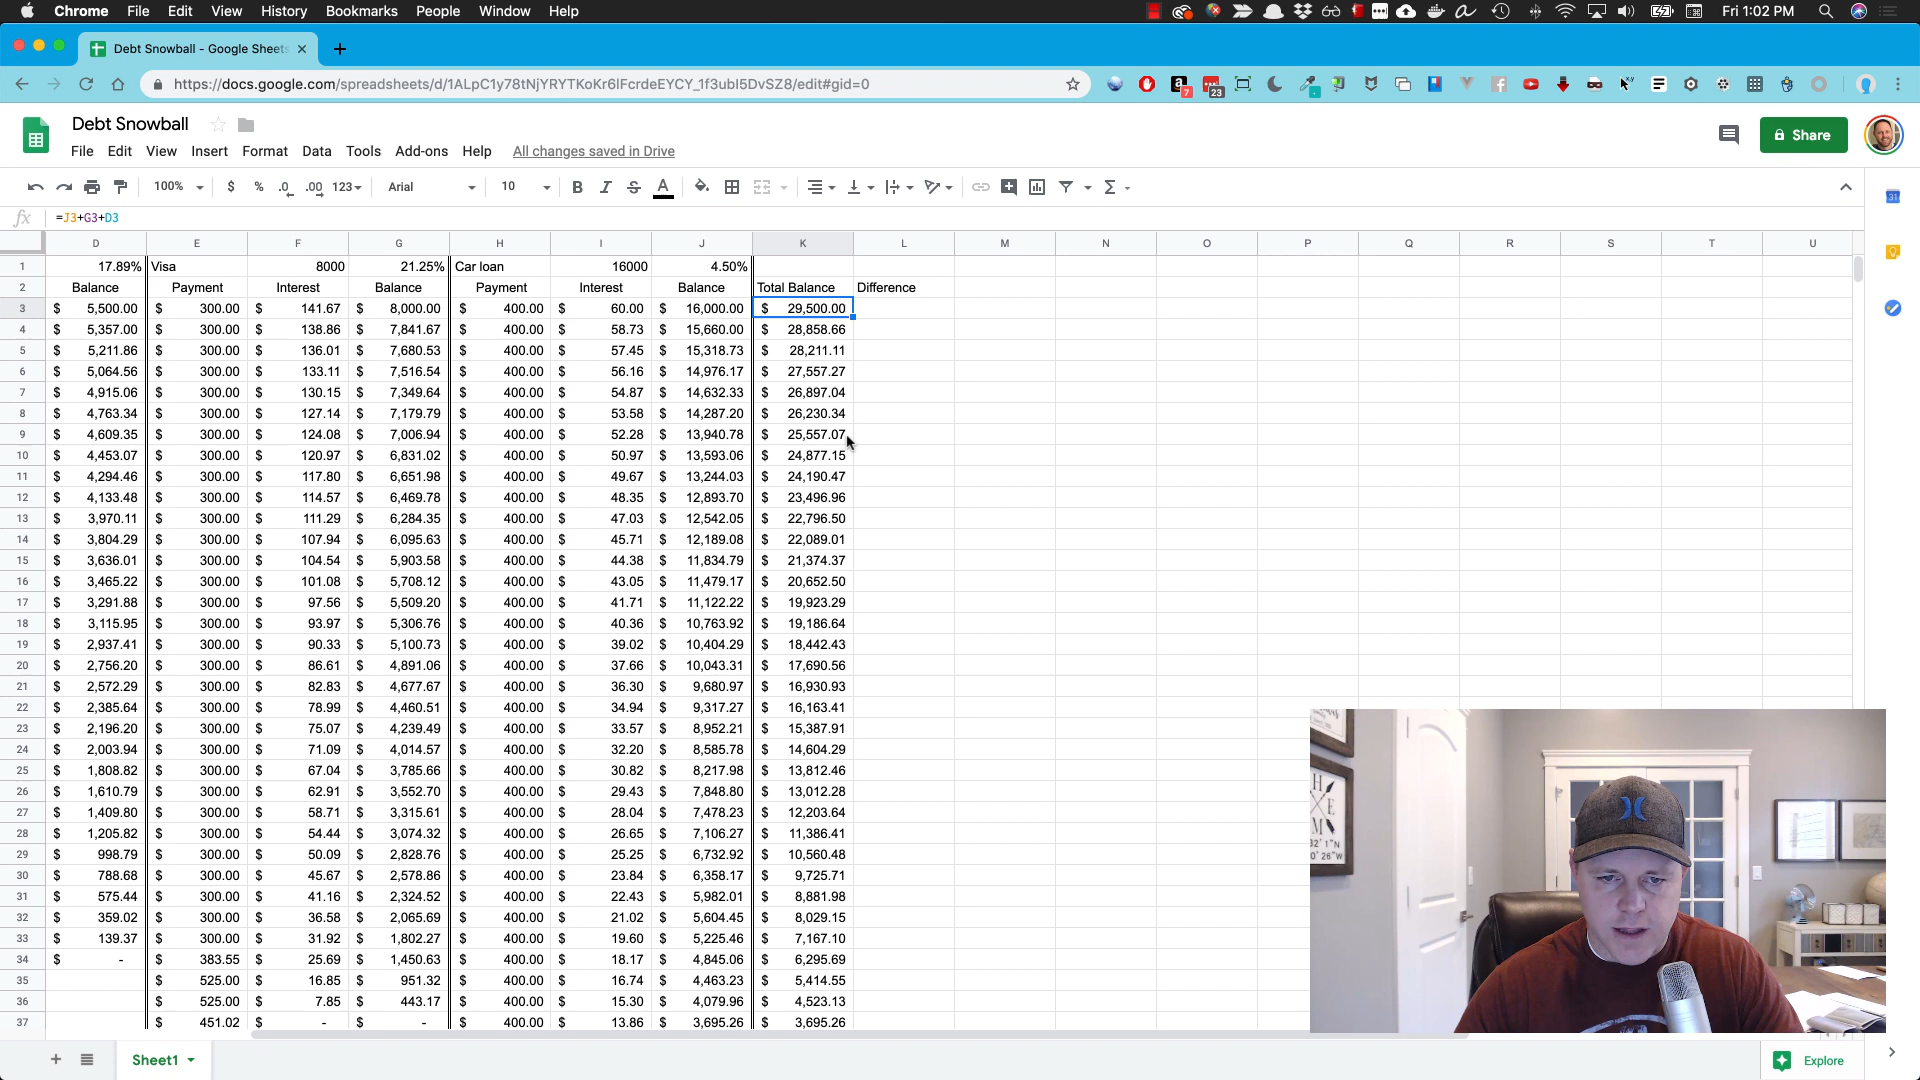 Chrome File Edit View History Bookmarks People Window Help Fri 1:02 PM
Debt Snowball - Google Sheets
https://docs.google.com/spreadsheets/d/1ALpC1y78tNjYRYTKoKr6lFcrdeEYCY_1f3ubI5DvSZ8/edit#gid=0 7 23
Debt Snowball
Share
File Edit View Insert Format Data Tools Add-ons Help All changes saved in Drive
100% $ % .0 .00 123 Arial 10 B I S A Σ
31
fx =J3+G3+D3
D E F G H I J K L M N O P Q R S T U
1 17.89% Visa 8000 21.25% Car loan 16000 4.50%
2 Balance Payment Interest Balance Payment Interest Balance Total Balance Difference
3 $ 5,500.00 $ 300.00 $ 141.67 $ 8,000.00 $ 400.00 $ 60.00 $ 16,000.00 $ 29,500.00
4 $ 5,357.00 $ 300.00 $ 138.86 $ 7,841.67 $ 400.00 $ 58.73 $ 15,660.00 $ 28,858.66
5 $ 5,211.86 $ 300.00 $ 136.01 $ 7,680.53 $ 400.00 $ 57.45 $ 15,318.73 $ 28,211.11
6 $ 5,064.56 $ 300.00 $ 133.11 $ 7,516.54 $ 400.00 $ 56.16 $ 14,976.17 $ 27,557.27
7 $ 4,915.06 $ 300.00 $ 130.15 $ 7,349.64 $ 400.00 $ 54.87 $ 14,632.33 $ 26,897.04
8 $ 4,763.34 $ 300.00 $ 127.14 $ 7,179.79 $ 400.00 $ 53.58 $ 14,287.20 $ 26,230.34
9 $ 4,609.35 $ 300.00 $ 124.08 $ 7,006.94 $ 400.00 $ 52.28 $ 13,940.78 $ 25,557.07
10 $ 4,453.07 $ 300.00 $ 120.97 $ 6,831.02 $ 400.00 $ 50.97 $ 13,593.06 $ 24,877.15
11 $ 4,294.46 $ 300.00 $ 117.80 $ 6,651.98 $ 400.00 $ 49.67 $ 13,244.03 $ 24,190.47
12 $ 4,133.48 $ 300.00 $ 114.57 $ 6,469.78 $ 400.00 $ 48.35 $ 12,893.70 $ 23,496.96
13 $ 3,970.11 $ 300.00 $ 111.29 $ 6,284.35 $ 400.00 $ 47.03 $ 12,542.05 $ 22,796.50
14 $ 3,804.29 $ 300.00 $ 107.94 $ 6,095.63 $ 400.00 $ 45.71 $ 12,189.08 $ 22,089.01
15 $ 3,636.01 $ 300.00 $ 104.54 $ 5,903.58 $ 400.00 $ 44.38 $ 11,834.79 $ 21,374.37
16 $ 3,465.22 $ 300.00 $ 101.08 $ 5,708.12 $ 400.00 $ 43.05 $ 11,479.17 $ 20,652.50
17 $ 3,291.88 $ 300.00 $ 97.56 $ 5,509.20 $ 400.00 $ 41.71 $ 11,122.22 $ 19,923.29
18 $ 3,115.95 $ 300.00 $ 93.97 $ 5,306.76 $ 400.00 $ 40.36 $ 10,763.92 $ 19,186.64
19 $ 2,937.41 $ 300.00 $ 90.33 $ 5,100.73 $ 400.00 $ 39.02 $ 10,404.29 $ 18,442.43
20 $ 2,756.20 $ 300.00 $ 86.61 $ 4,891.06 $ 400.00 $ 37.66 $ 10,043.31 $ 17,690.56
21 $ 2,572.29 $ 300.00 $ 82.83 $ 4,677.67 $ 400.00 $ 36.30 $ 9,680.97 $ 16,930.93
22 $ 2,385.64 $ 300.00 $ 78.99 $ 4,460.51 $ 400.00 $ 34.94 $ 9,317.27 $ 16,163.41
23 $ 2,196.20 $ 300.00 $ 75.07 $ 4,239.49 $ 400.00 $ 33.57 $ 8,952.21 $ 15,387.91
24 $ 2,003.94 $ 300.00 $ 71.09 $ 4,014.57 $ 400.00 $ 32.20 $ 8,585.78 $ 14,604.29
25 $ 1,808.82 $ 300.00 $ 67.04 $ 3,785.66 $ 400.00 $ 30.82 $ 8,217.98 $ 13,812.46
26 $ 1,610.79 $ 300.00 $ 62.91 $ 3,552.70 $ 400.00 $ 29.43 $ 7,848.80 $ 13,012.28
27 $ 1,409.80 $ 300.00 $ 58.71 $ 3,315.61 $ 400.00 $ 28.04 $ 7,478.23 $ 12,203.64
28 $ 1,205.82 $ 300.00 $ 54.44 $ 3,074.32 $ 400.00 $ 26.65 $ 7,106.27 $ 11,386.41
29 $ 998.79 $ 300.00 $ 50.09 $ 2,828.76 $ 400.00 $ 25.25 $ 6,732.92 $ 10,560.48
30 $ 788.68 $ 300.00 $ 45.67 $ 2,578.86 $ 400.00 $ 23.84 $ 6,358.17 $ 9,725.71
31 $ 575.44 $ 300.00 $ 41.16 $ 2,324.52 $ 400.00 $ 22.43 $ 5,982.01 $ 8,881.98
32 $ 359.02 $ 300.00 $ 36.58 $ 2,065.69 $ 400.00 $ 21.02 $ 5,604.45 $ 8,029.15
33 $ 139.37 $ 300.00 $ 31.92 $ 1,802.27 $ 400.00 $ 19.60 $ 5,225.46 $ 7,167.10
34 $ - $ 383.55 $ 25.69 $ 1,450.63 $ 400.00 $ 18.17 $ 4,845.06 $ 6,295.69
35 $ 525.00 $ 16.85 $ 951.32 $ 400.00 $ 16.74 $ 4,463.23 $ 5,414.55
36 $ 525.00 $ 7.85 $ 443.17 $ 400.00 $ 15.30 $ 4,079.96 $ 4,523.13
37 $ 451.02 $ - $ - $ 400.00 $ 13.86 $ 3,695.26 $ 3,695.26
H
E
M
Sheet1
Explore